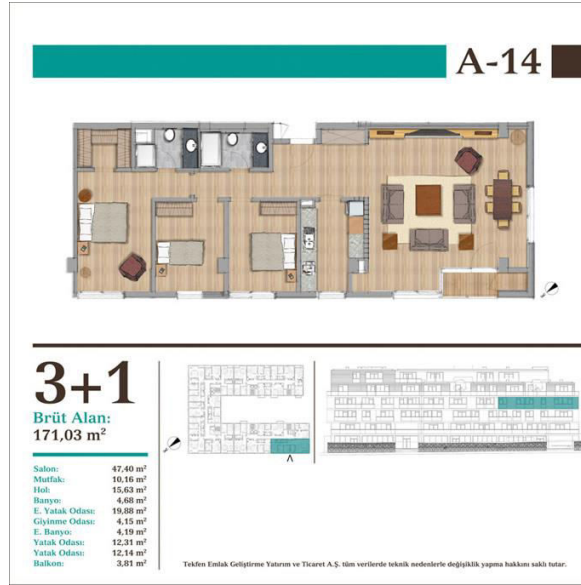 A-14
3+1
Brüt Alan:
171,03 m²
Salon: 47,40 m²
Mutfak: 10,16 m²
Hol: 15,63 m²
Banyo: 4,68 m²
E. Yatak Odası: 19,88 m²
Giyinme Odası: 4,15 m²
E. Banyo: 4,19 m²
Yatak Odası: 12,31 m²
Yatak Odası: 12,14 m²
Balkon: 3,81 m²
Tekfen Emlak Geliştirme Yatırım ve Ticaret A.Ş. tüm verilerde teknik nedenlerle değişiklik yapma hakkını saklı tutar.